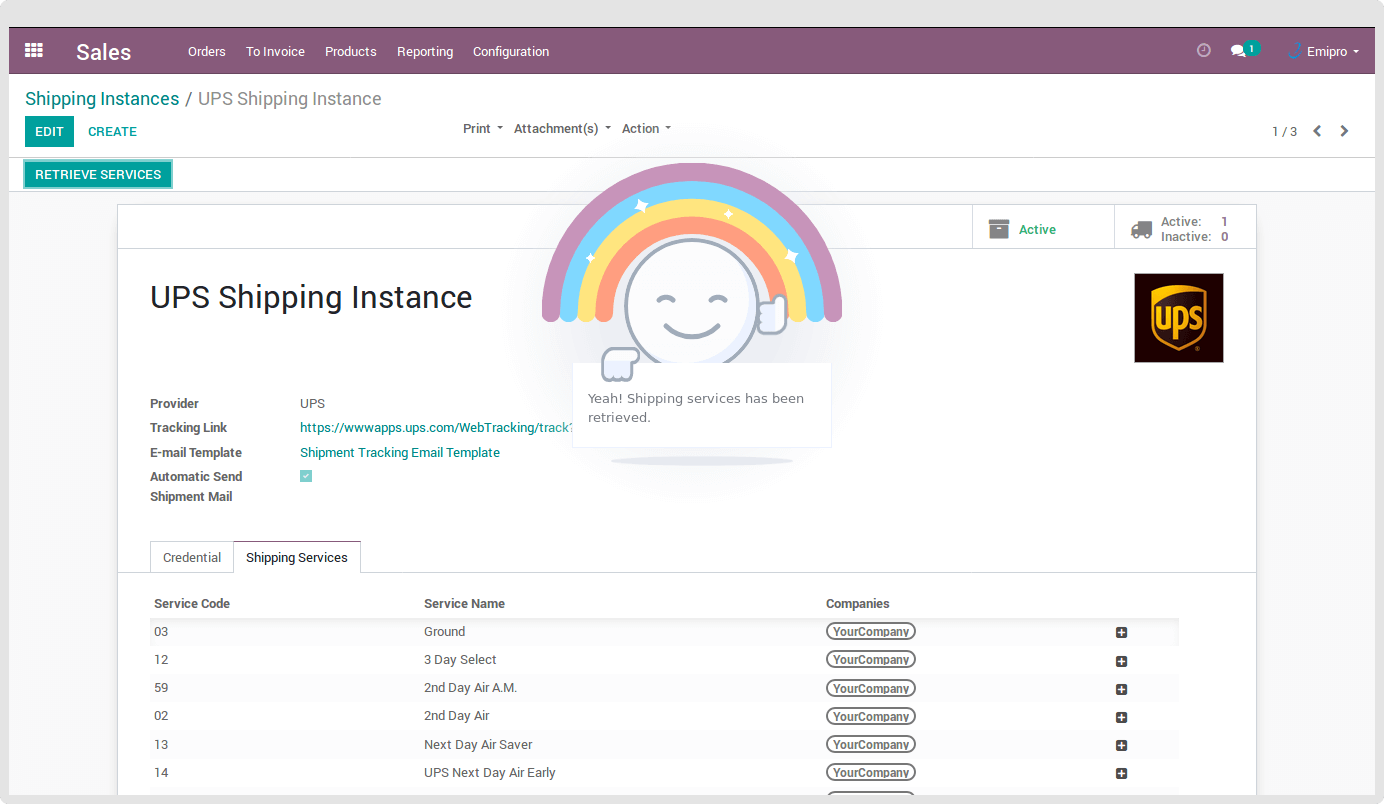 Sales Orders To Invoice Products Reporting Configuration 1 Emipro
Shipping Instances / UPS Shipping Instance
EDIT CREATE Print Attachment(s) Action 1 / 3
RETRIEVE SERVICES
Active
Active: 1
Inactive: 0
UPS Shipping Instance
ups
Provider UPS
Tracking Link https://wwwapps.ups.com/WebTracking/track?
E-mail Template Shipment Tracking Email Template
Automatic Send
Shipment Mail
Yeah! Shipping services has been
retrieved.
Credential Shipping Services
Service Code Service Name Companies
03 Ground YourCompany
12 3 Day Select YourCompany
59 2nd Day Air A.M. YourCompany
02 2nd Day Air YourCompany
13 Next Day Air Saver YourCompany
14 UPS Next Day Air Early YourCompany